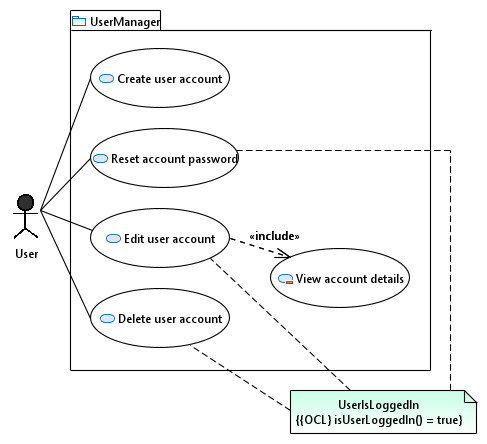 UserManager
Create user account
Reset account password
User
Edit user account
«include»
View account details
Delete user account
UserIsLoggedIn
{{OCL} isUserLoggedIn() = true}